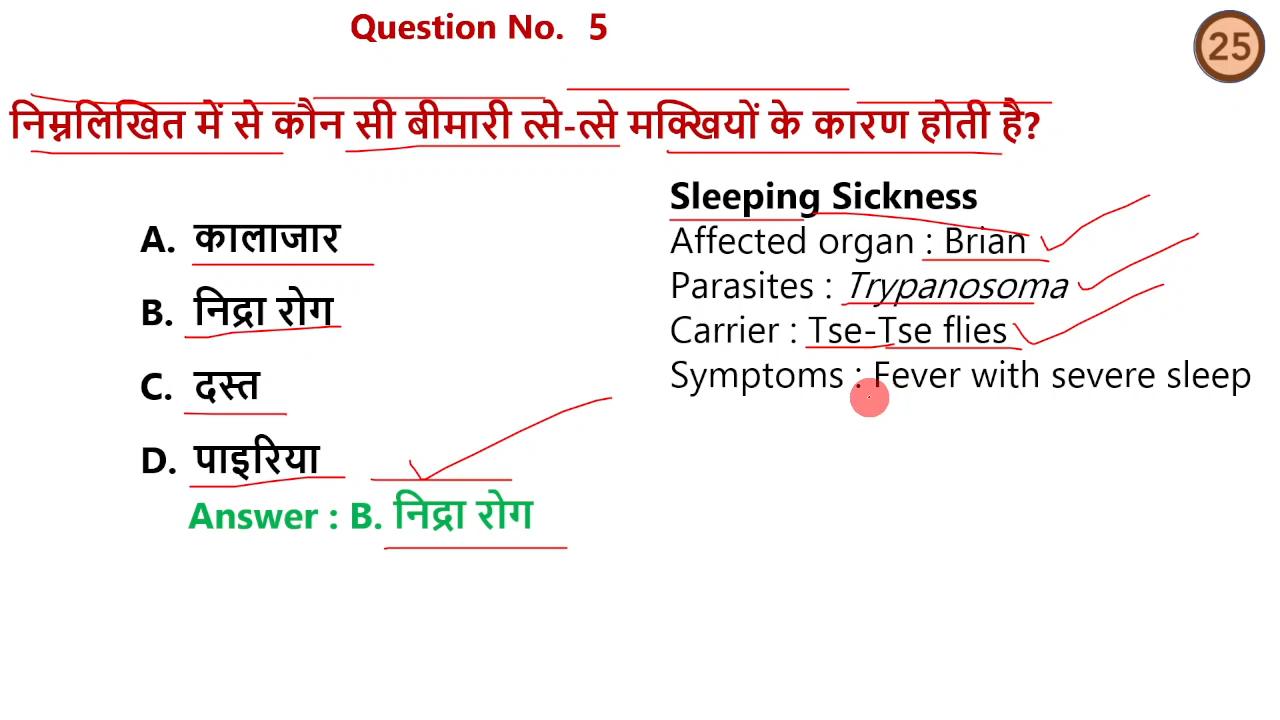 Question No. 5
25
निम्नलिखित में से कौन सी बीमारी त्से-त्से मक्खियों के कारण होती है?
A. कालाजार
B. निद्रा रोग
C. दस्त
D. पाइरिया
Answer : B. निद्रा रोग
Sleeping Sickness
Affected organ : Brian
Parasites : Trypanosoma
Carrier : Tse-Tse flies
Symptoms : Fever with severe sleep